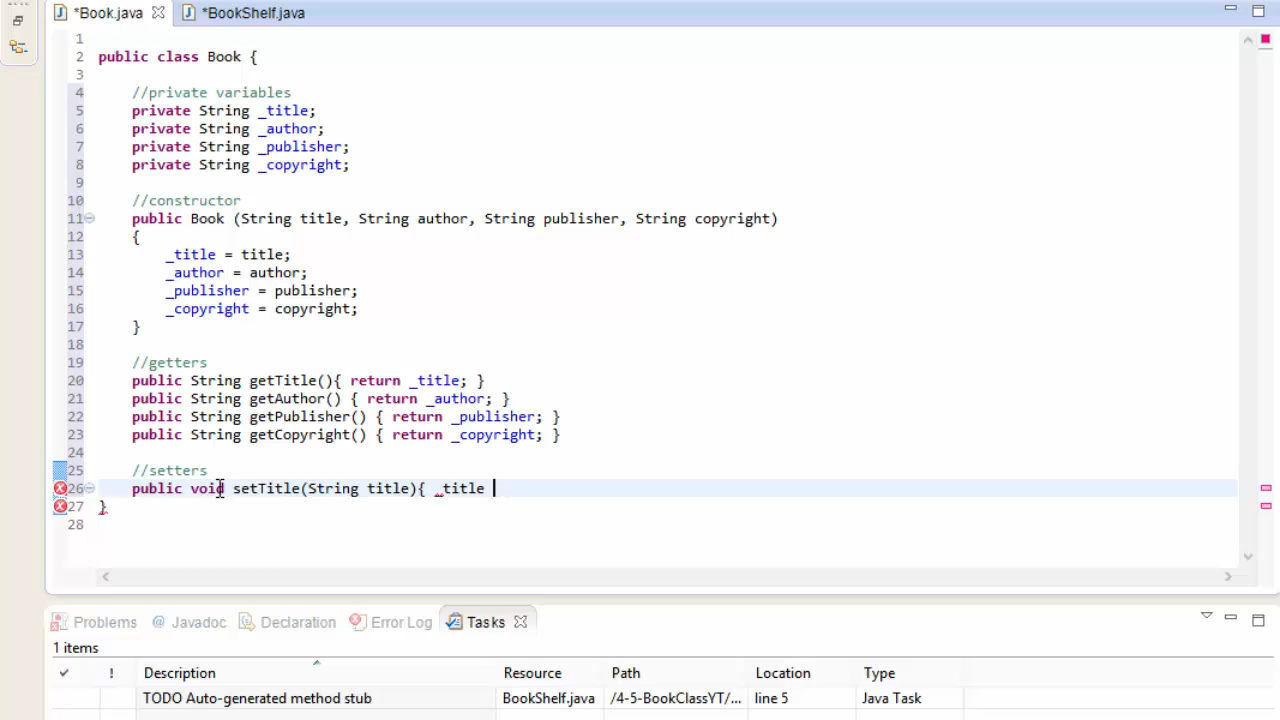 *Book.java *BookShelf.java
1
2 public class Book {
3
4 //private variables
5 private String _title;
6 private String _author;
7 private String _publisher;
8 private String _copyright;
9
10 //constructor
11 public Book (String title, String author, String publisher, String copyright)
12 {
13 _title = title;
14 _author = author;
15 _publisher = publisher;
16 _copyright = copyright;
17 }
18
19 //getters
20 public String getTitle(){ return _title; }
21 public String getAuthor() { return _author; }
22 public String getPublisher() { return _publisher; }
23 public String getCopyright() { return _copyright; }
24
25 //setters
26 public void setTitle(String title){ _title
27 }
28
Problems @ Javadoc Declaration Error Log Tasks
1 items
! Description Resource Path Location Type
TODO Auto-generated method stub BookShelf.java /4-5-BookClassYT/... line 5 Java Task